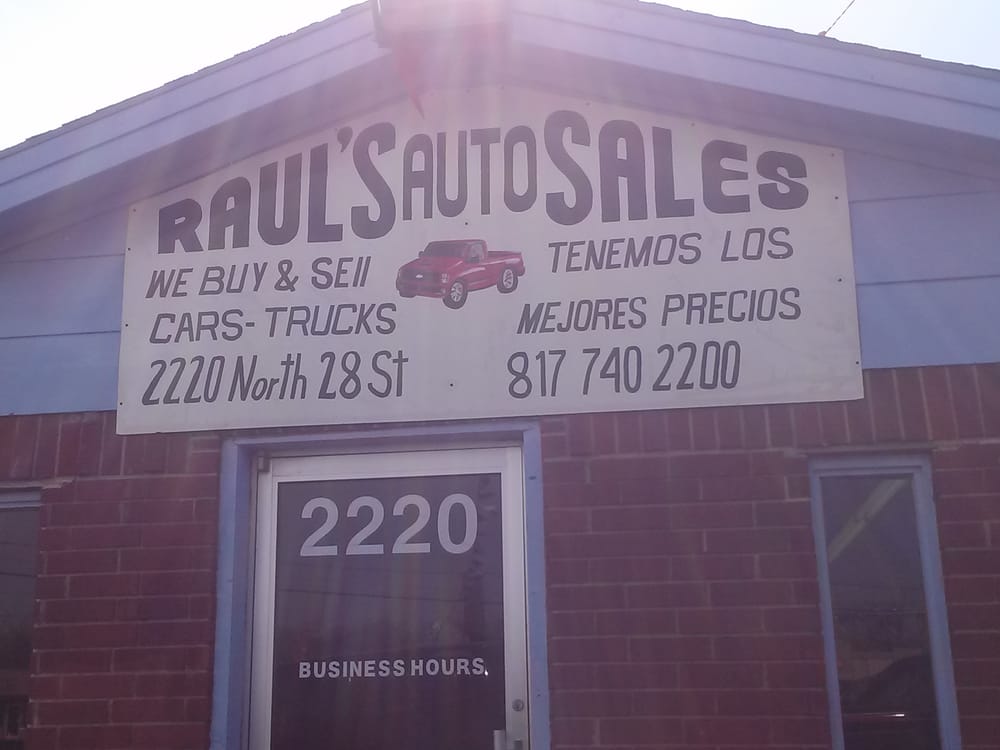 RAUL'S AUTO SALES
WE BUY & SEll
TENEMOS LOS
CARS-TRUCKS
MEJORES PRECIOS
2220 North 28 St
817 740 2200
2220
BUSINESS HOURS